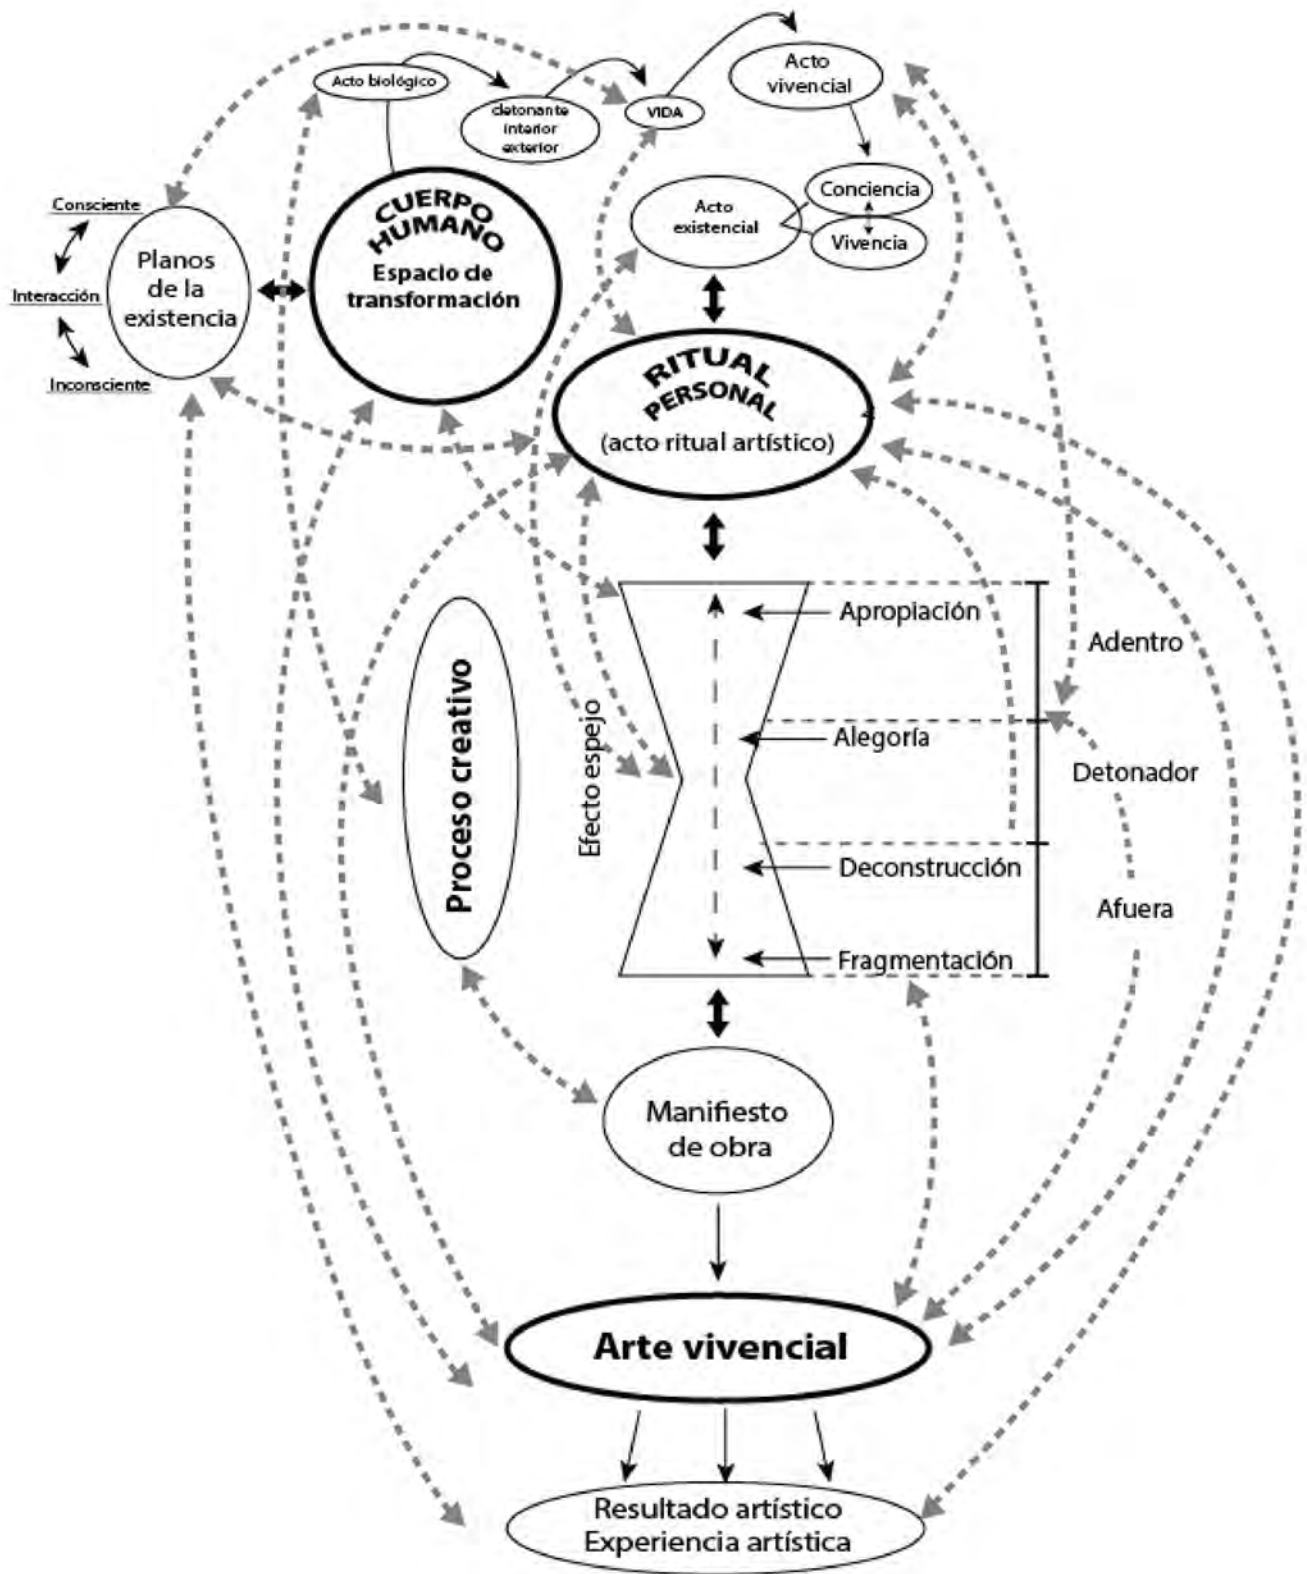 Acto biológico
cletonante
interior
exterior
VIDA
Acto
vivencial
Consciente
Interacción
Inconsciente
Planos
de la
existencia
CUERPO
HUMANO
Espacio de
transformación
Acto
existencial
Conciencia
Vivencia
RITUAL
PERSONAL
(acto ritual artístico)
Proceso creativo
Efecto espejo
Apropiación
Alegoría
Deconstrucción
Fragmentación
Adentro
Detonador
Afuera
Manifiesto
de obra
Arte vivencial
Resultado artístico
Experiencia artística